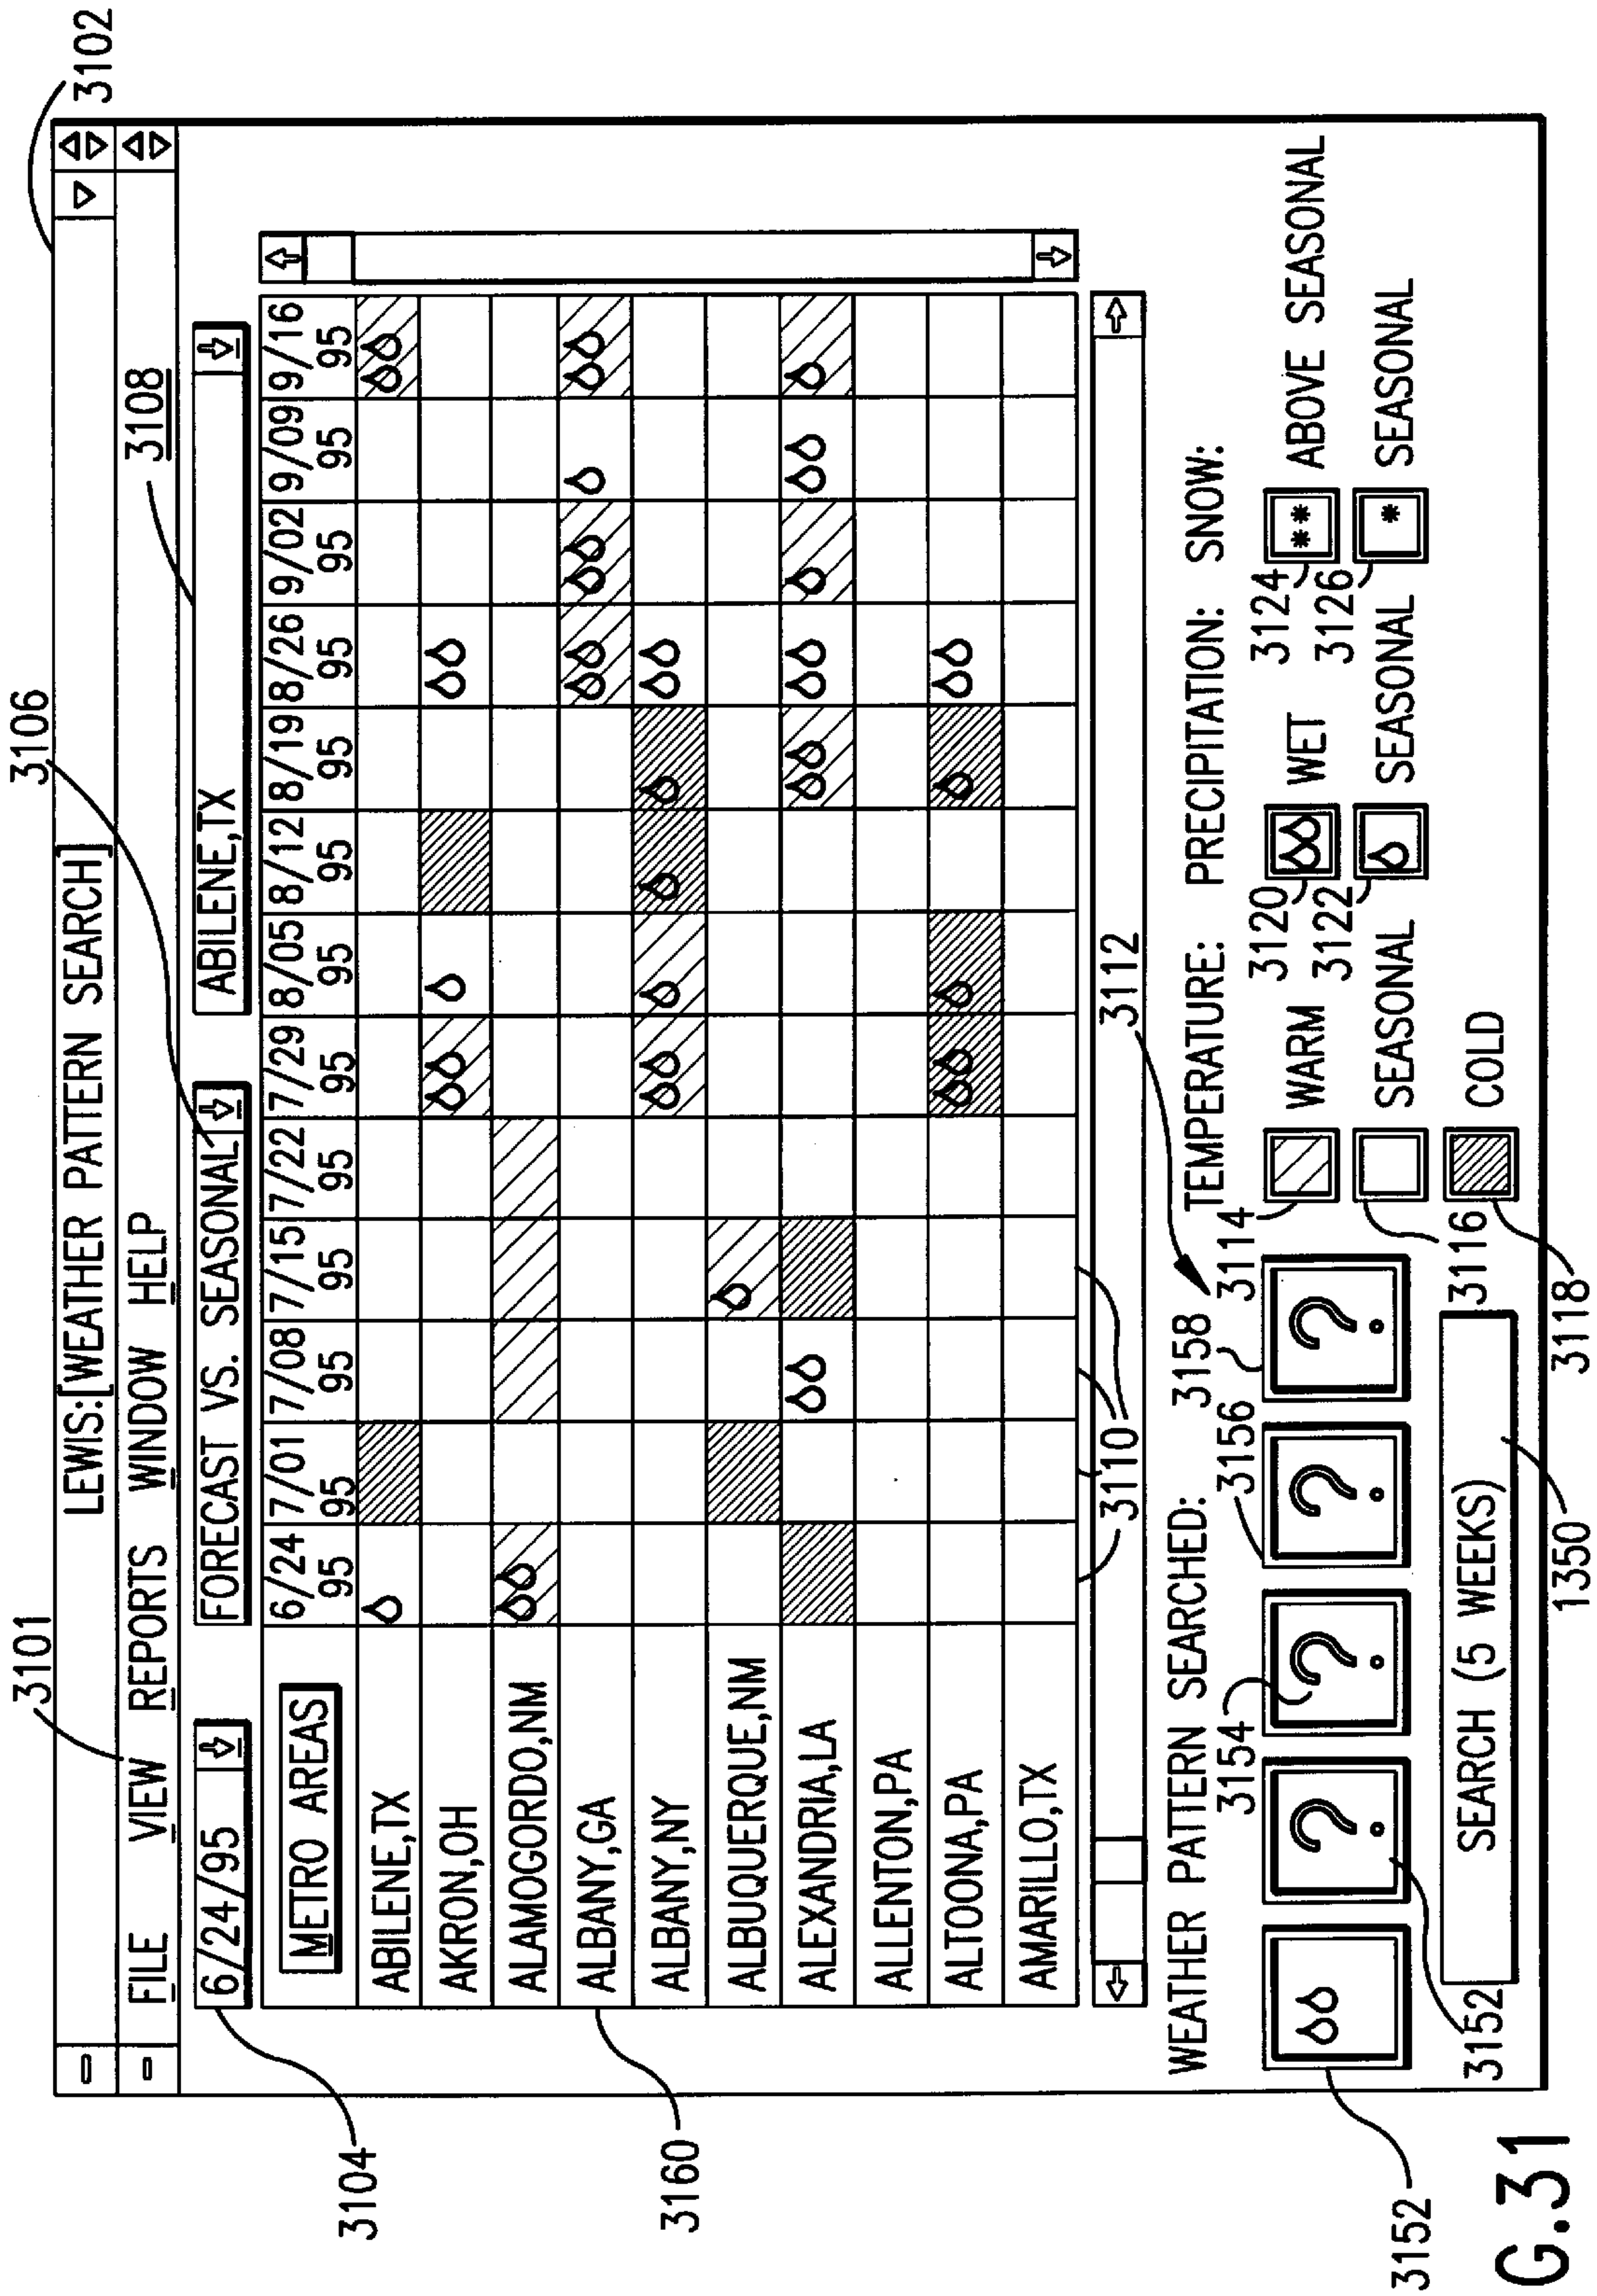 3101
3106
3102
LEWIS:[WEATHER PATTERN SEARCH]
FILE VIEW REPORTS WINDOW HELP
3108
6/24/95
FORECAST VS. SEASONAL
ABILENE,TX
3104
METRO AREAS
6/24 95
7/01 95
7/08 95
7/15 95
7/22 95
7/29 95
8/05 95
8/12 95
8/19 95
8/26 95
9/02 95
9/09 95
9/16 95
ABILENE,TX
AKRON,OH
ALAMOGORDO,NM
ALBANY,GA
3160
ALBANY,NY
ALBUQUERQUE,NM
ALEXANDRIA,LA
ALLENTON,PA
ALTOONA,PA
AMARILLO,TX
3110
3112
WEATHER PATTERN SEARCHED:
TEMPERATURE:
PRECIPITATION:
SNOW:
3154
3156
3158
3114
3120
3124
? ? ? ?
WARM
WET
** ABOVE SEASONAL
3122
3126
SEASONAL
SEASONAL
* SEASONAL
3152
3152
SEARCH (5 WEEKS)
3116
COLD
1350
3118
G.31